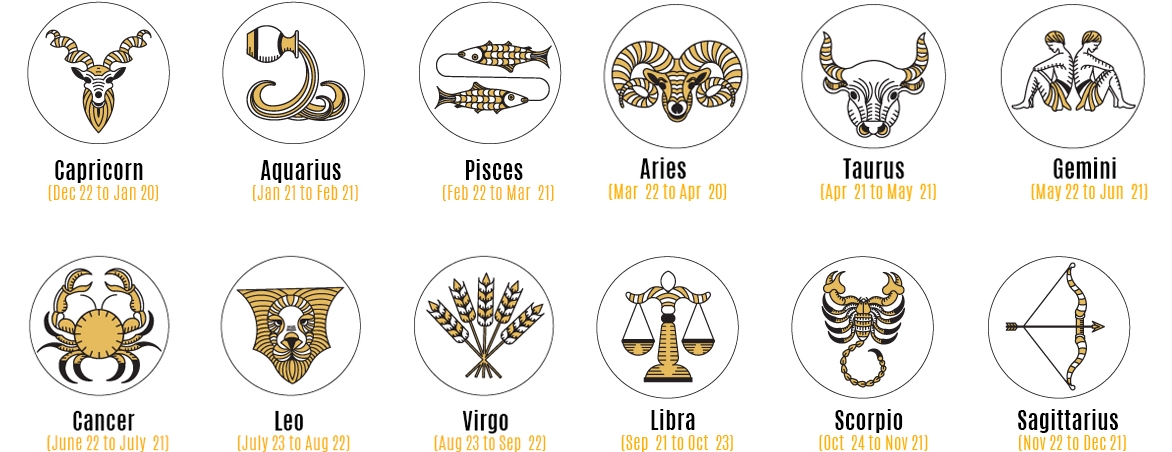 Capricorn
(Dec 22 to Jan 20)
Aquarius
(Jan 21 to Feb 21)
Pisces
(Feb 22 to Mar 21)
Aries
(Mar 22 to Apr 20)
Taurus
(Apr 21 to May 21)
Gemini
(May 22 to Jun 21)
Cancer
(June 22 to July 21)
Leo
(July 23 to Aug 22)
Virgo
(Aug 23 to Sep 22)
Libra
(Sep 21 to Oct 23)
Scorpio
(Oct 24 to Nov 21)
Sagittarius
(Nov 22 to Dec 21)